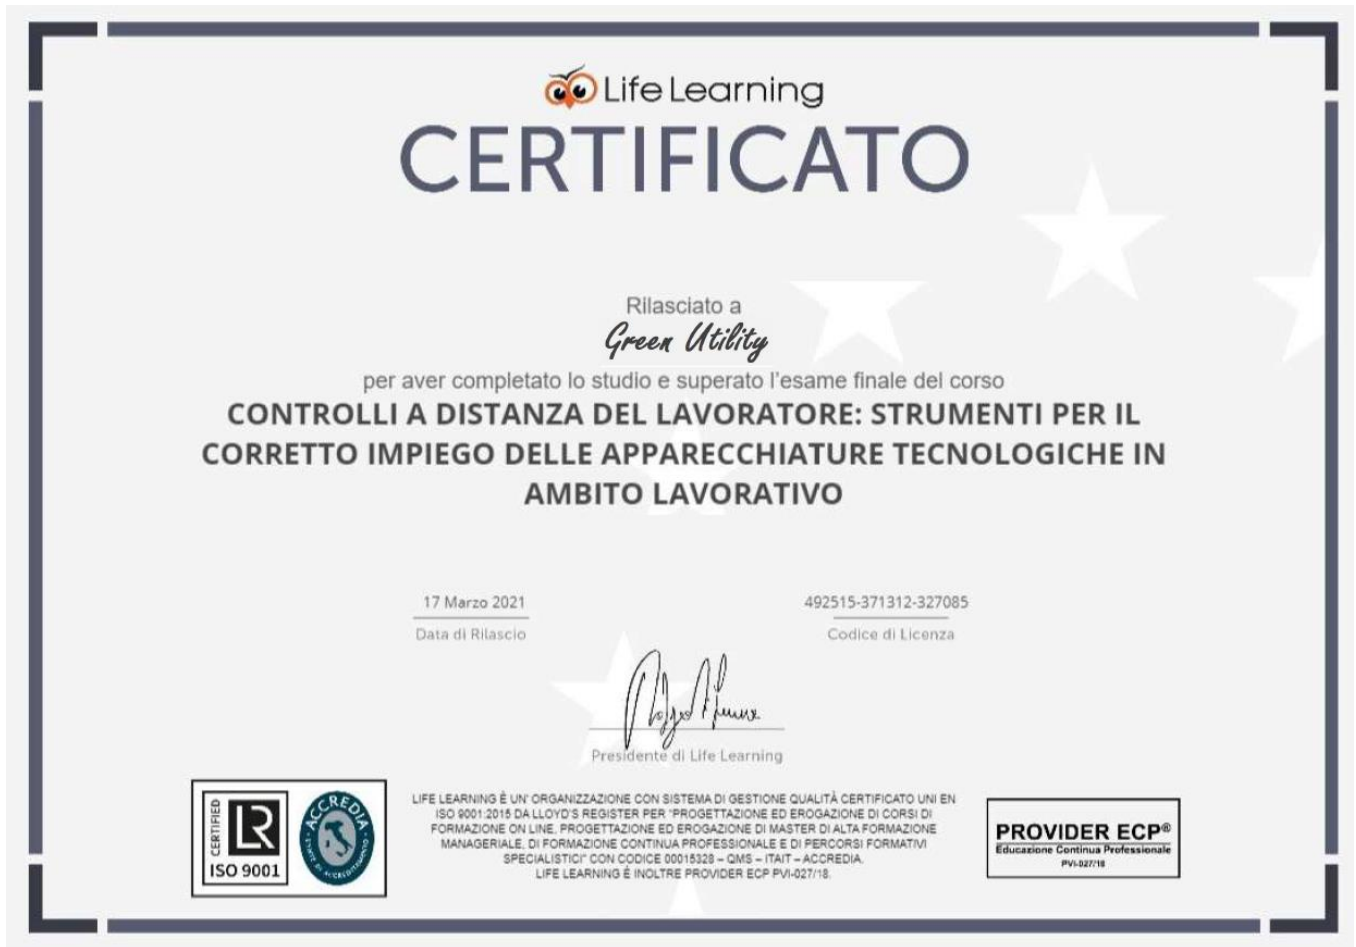 Life Learning
CERTIFICATO
Rilasciato a
Green Utility
per aver completato lo studio e superato l'esame finale del corso
CONTROLLI A DISTANZA DEL LAVORATORE: STRUMENTI PER IL
CORRETTO IMPIEGO DELLE APPARECCHIATURE TECNOLOGICHE IN
AMBITO LAVORATIVO
17 Marzo 2021
Data di Rilascio
492515-371312-327085
Codice di Licenza
Presidente di Life Learning
CERTIFIED
LR
ISO 9001
ACCREDIA
LIFE LEARNING È UN' ORGANIZZAZIONE CON SISTEMA DI GESTIONE QUALITÀ CERTIFICATO UNI EN
ISO 9001:2015 DA LLOYD'S REGISTER PER "PROGETTAZIONE ED EROGAZIONE DI CORSI DI
FORMAZIONE ON LINE, PROGETTAZIONE ED EROGAZIONE DI MASTER DI ALTA FORMAZIONE
MANAGERIALE, DI FORMAZIONE CONTINUA PROFESSIONALE E DI PERCORSI FORMATIVI
SPECIALISTICI" CON CODICE 00015328 – QMS – ITAIT – ACCREDIA.
LIFE LEARNING È INOLTRE PROVIDER ECP PVI-027/18.
PROVIDER ECP®
Educazione Continua Professionale
PVI-027/18